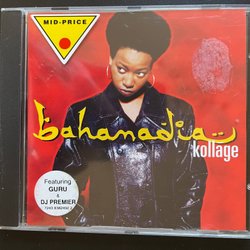 MID-PRICE
bahamadia
kollage
Featuring
GURU
&
DJ PREMIER